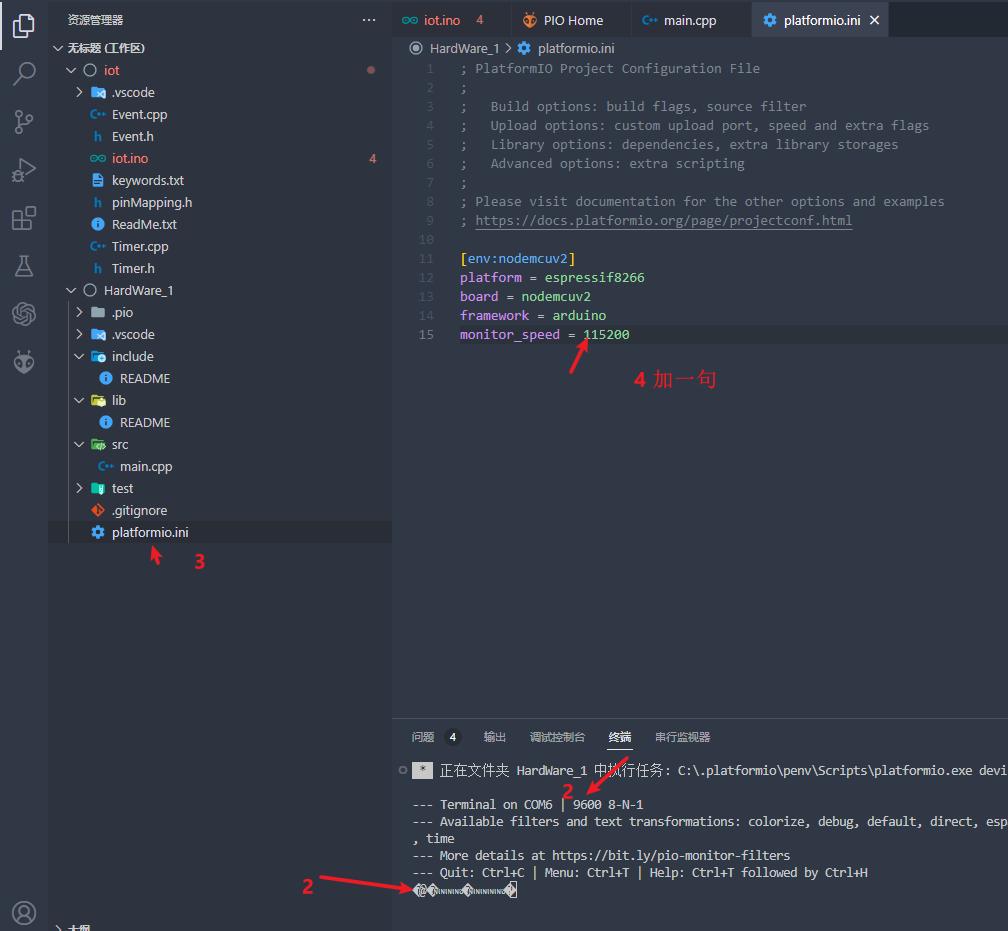 资源管理器
无标题 (工作区)
iot
.vscode
Event.cpp
Event.h
iot.ino 4
keywords.txt
pinMapping.h
ReadMe.txt
Timer.cpp
Timer.h
HardWare_1
.pio
.vscode
include
README
lib
README
src
main.cpp
test
.gitignore
platformio.ini
3
iot.ino 4 PIO Home main.cpp platformio.ini
HardWare_1 > platformio.ini
1 ; PlatformIO Project Configuration File
2 ;
3 ;   Build options: build flags, source filter
4 ;   Upload options: custom upload port, speed and extra flags
5 ;   Library options: dependencies, extra library storages
6 ;   Advanced options: extra scripting
7 ;
8 ; Please visit documentation for the other options and examples
9 ; https://docs.platformio.org/page/projectconf.html
10
11 [env:nodemcuv2]
12 platform = espressif8266
13 board = nodemcuv2
14 framework = arduino
15 monitor_speed = 115200
4 加一句
问题 4 输出 调试控制台 终端 串行监视器
* 正在文件夹 HardWare_1 中执行任务: C:\.platformio\penv\Scripts\platformio.exe devi
2
--- Terminal on COM6 | 9600 8-N-1
--- Available filters and text transformations: colorize, debug, default, direct, esp
, time
--- More details at https://bit.ly/pio-monitor-filters
--- Quit: Ctrl+C | Menu: Ctrl+T | Help: Ctrl+T followed by Ctrl+H
2